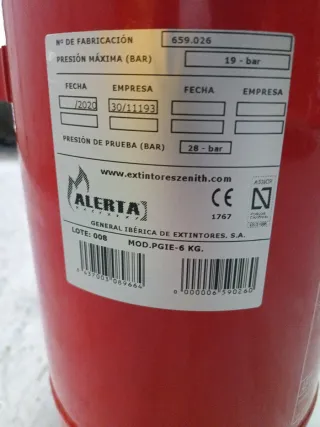 Nº DE FABRICACIÓN 659.026
PRESIÓN MÁXIMA (BAR) 19 - bar
FECHA EMPRESA FECHA EMPRESA
/2020 30/11193
PRESIÓN DE PRUEBA (BAR) 28 - bar
www.extintoreszenith.com
ALERTA
CE
1767
GENERAL IBÉRICA DE EXTINTORES. S.A.
LOTE: 008 MOD.PGIE-6 KG.